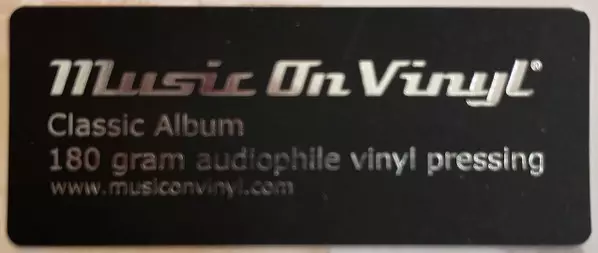 Music On Vinyl®
Classic Album
180 gram audiophile vinyl pressing
www.musiconvinyl.com